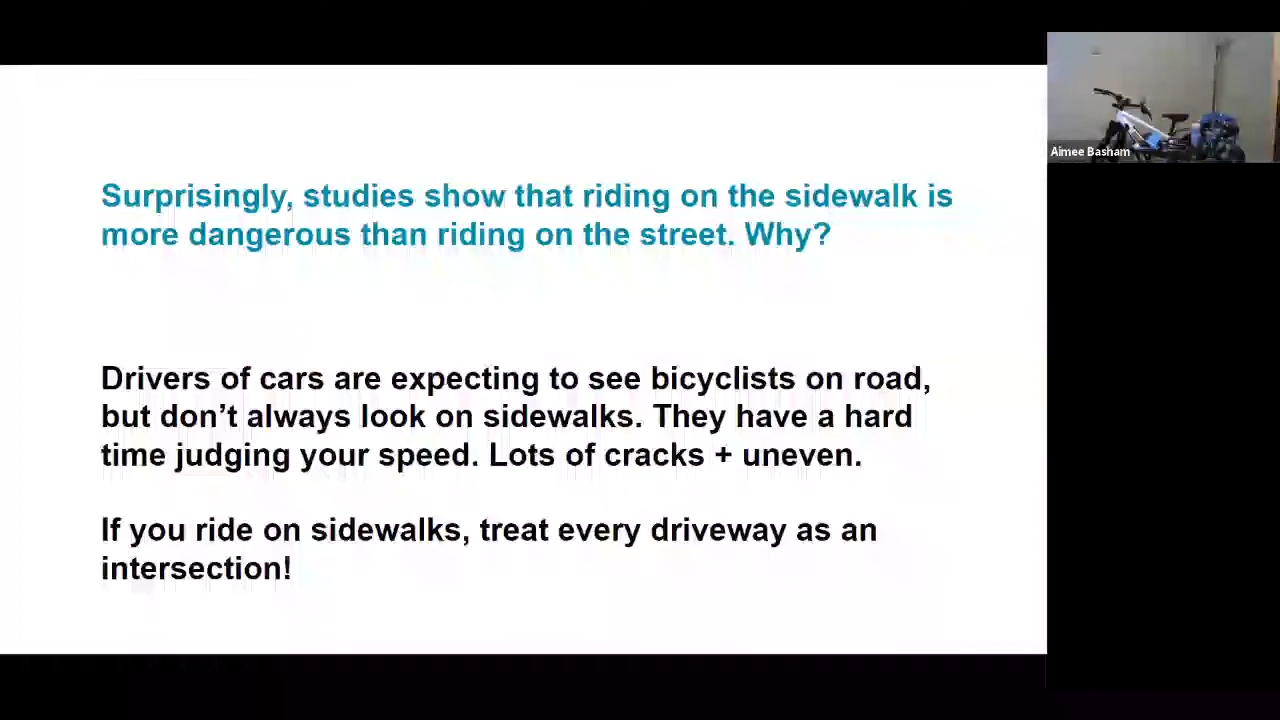 Surprisingly, studies show that riding on the sidewalk is
more dangerous than riding on the street. Why?
Drivers of cars are expecting to see bicyclists on road,
but don’t always look on sidewalks. They have a hard
time judging your speed. Lots of cracks + uneven.
If you ride on sidewalks, treat every driveway as an
intersection!
Aimee Basham